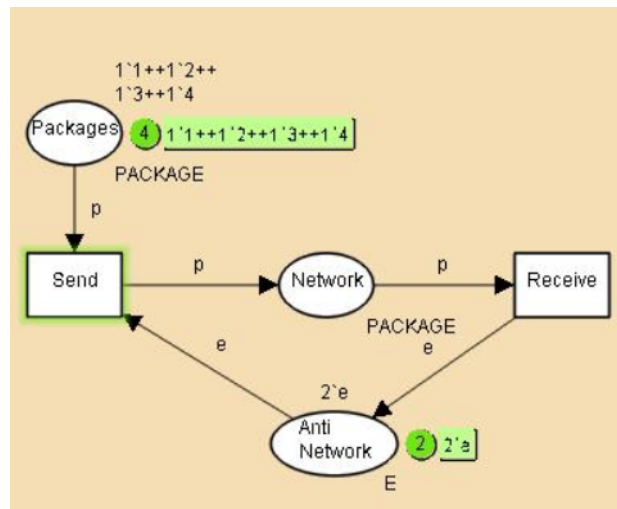 1`1++1`2++
1`3++1`4
Packages
4 1`1++1`2++1`3++1`4
PACKAGE
p
Send
p
Network
p
Receive
PACKAGE
e
e
2`e
Anti
Network
2 2`e
E